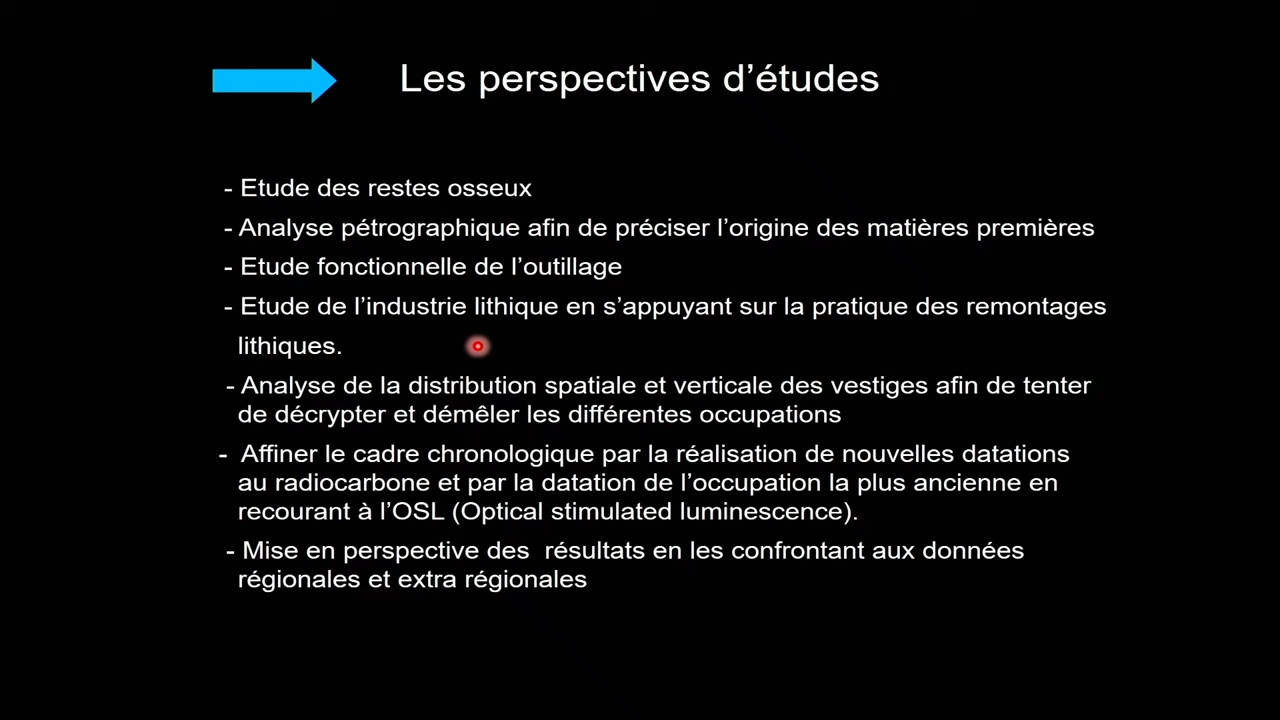 Les perspectives d’études
- Etude des restes osseux
- Analyse pétrographique afin de préciser l’origine des matières premières
- Etude fonctionnelle de l’outillage
- Etude de l’industrie lithique en s’appuyant sur la pratique des remontages
lithiques.
- Analyse de la distribution spatiale et verticale des vestiges afin de tenter
de décrypter et démêler les différentes occupations
- Affiner le cadre chronologique par la réalisation de nouvelles datations
au radiocarbone et par la datation de l’occupation la plus ancienne en
recourant à l’OSL (Optical stimulated luminescence).
- Mise en perspective des résultats en les confrontant aux données
régionales et extra régionales